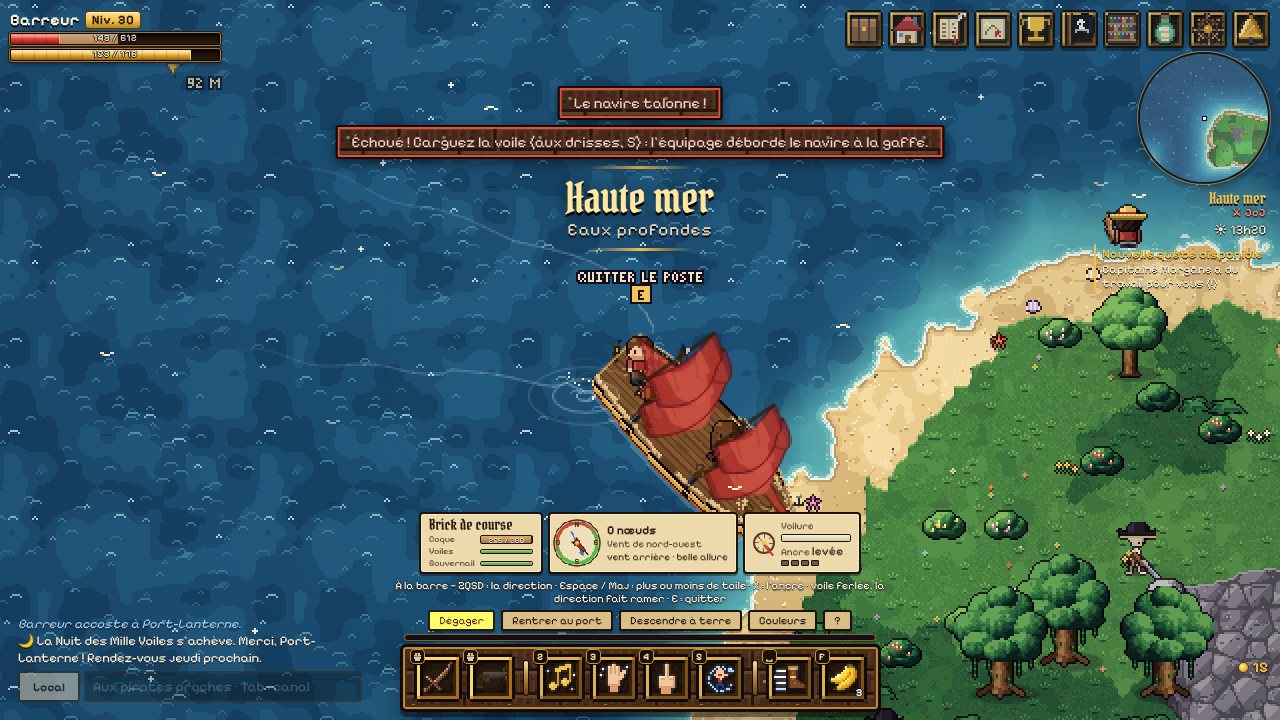 Barreur Niv. 30
92 M
Le navire talonne !
Échoué ! Carguez la voile (aux drisses, S) : l'équipage déborde le navire à la gaffe.
Haute mer
Eaux profondes
QUITTER LE POSTE
E
Haute mer
JcJ
13h20
Nouvelle quête disponible
Capitaine Morgane a du
travail pour vous (J)
Brick de course
Coque
Voiles
Gouvernail
0 nœuds
Vent de nord-ouest
vent arrière · belle allure
Voilure
Ancre levée
À la barre - ZQSD : la direction · Espace / Maj : plus ou moins de toile · X : l'ancre · voile ferlée, la
direction fait ramer · E : quitter
Dégager
Rentrer au port
Descendre à terre
Couleurs
?
Barreur accoste à Port-Lanterne.
La Nuit des Mille Voiles s'achève. Merci, Port-
Lanterne ! Rendez-vous jeudi prochain.
Local
Aux pirates proches · Tab canal
2
3
4
F
3